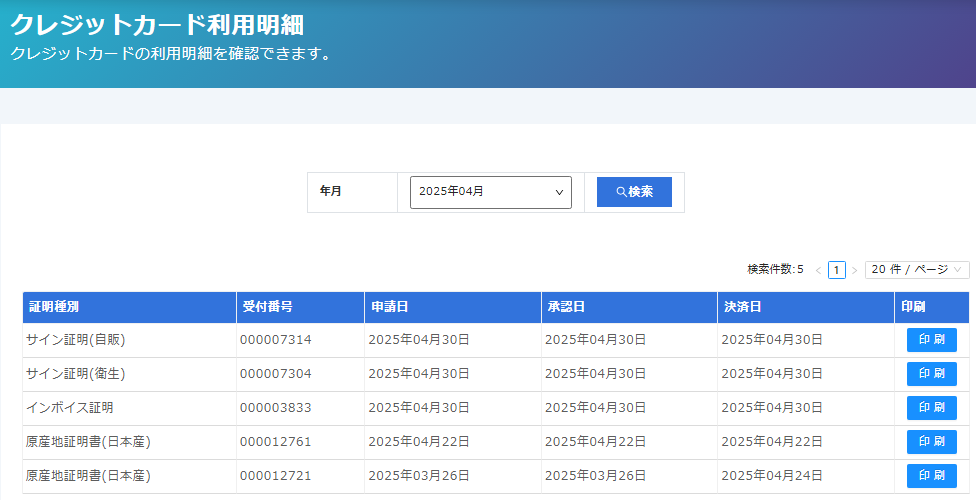 クレジットカード利用明細
クレジットカードの利用明細を確認できます。
年月 2025年04月 検索
検索件数:5 < 1 > 20 件 / ページ
証明種別 受付番号 申請日 承認日 決済日 印刷
サイン証明(自販) 000007314 2025年04月30日 2025年04月30日 2025年04月30日 印 刷
サイン証明(衛生) 000007304 2025年04月30日 2025年04月30日 2025年04月30日 印 刷
インボイス証明 000003833 2025年04月30日 2025年04月30日 2025年04月30日 印 刷
原産地証明書(日本産) 000012761 2025年04月22日 2025年04月22日 2025年04月22日 印 刷
原産地証明書(日本産) 000012721 2025年03月26日 2025年03月26日 2025年04月24日 印 刷